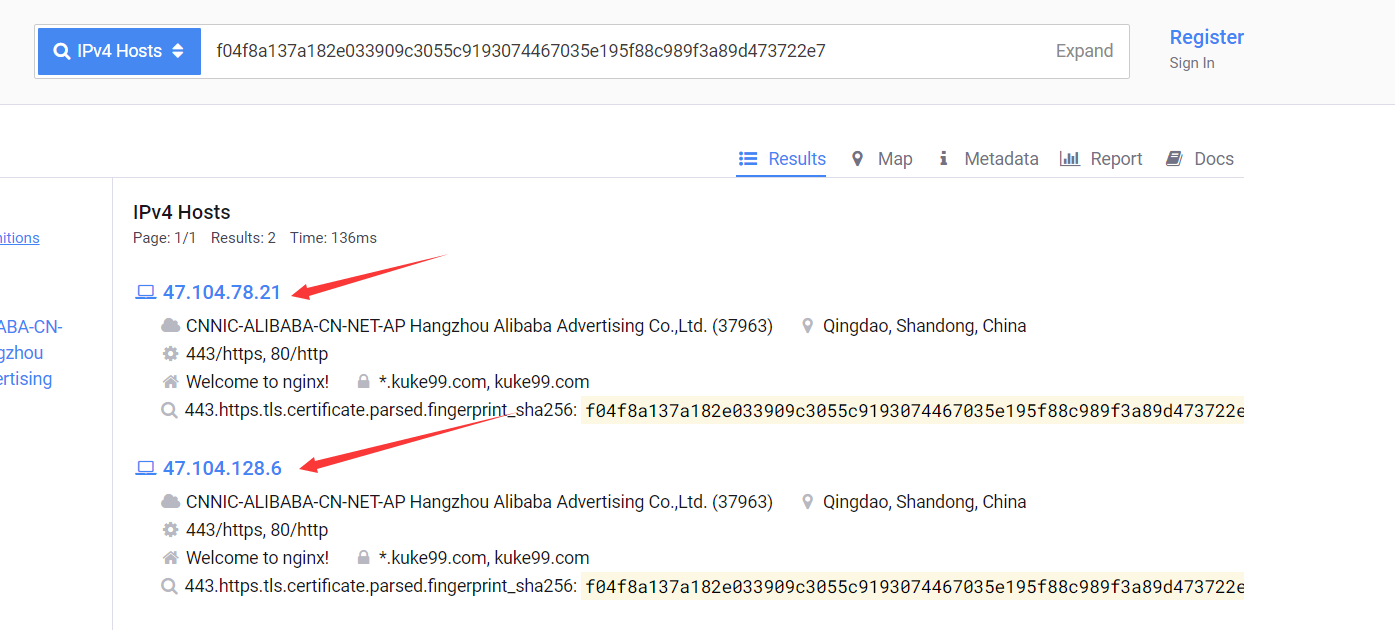 IPv4 Hosts f04f8a137a182e033909c3055c9193074467035e195f88c989f3a89d473722e7 Expand
Register
Sign In
Results Map Metadata Report Docs
IPv4 Hosts
Page: 1/1 Results: 2 Time: 136ms
nitions
47.104.78.21
ABA-CN-
CNNIC-ALIBABA-CN-NET-AP Hangzhou Alibaba Advertising Co.,Ltd. (37963) Qingdao, Shandong, China
gzhou
443/https, 80/http
ertising
Welcome to nginx! *.kuke99.com, kuke99.com
443.https.tls.certificate.parsed.fingerprint_sha256: f04f8a137a182e033909c3055c9193074467035e195f88c989f3a89d473722e
47.104.128.6
CNNIC-ALIBABA-CN-NET-AP Hangzhou Alibaba Advertising Co.,Ltd. (37963) Qingdao, Shandong, China
443/https, 80/http
Welcome to nginx! *.kuke99.com, kuke99.com
443.https.tls.certificate.parsed.fingerprint_sha256: f04f8a137a182e033909c3055c9193074467035e195f88c989f3a89d473722e